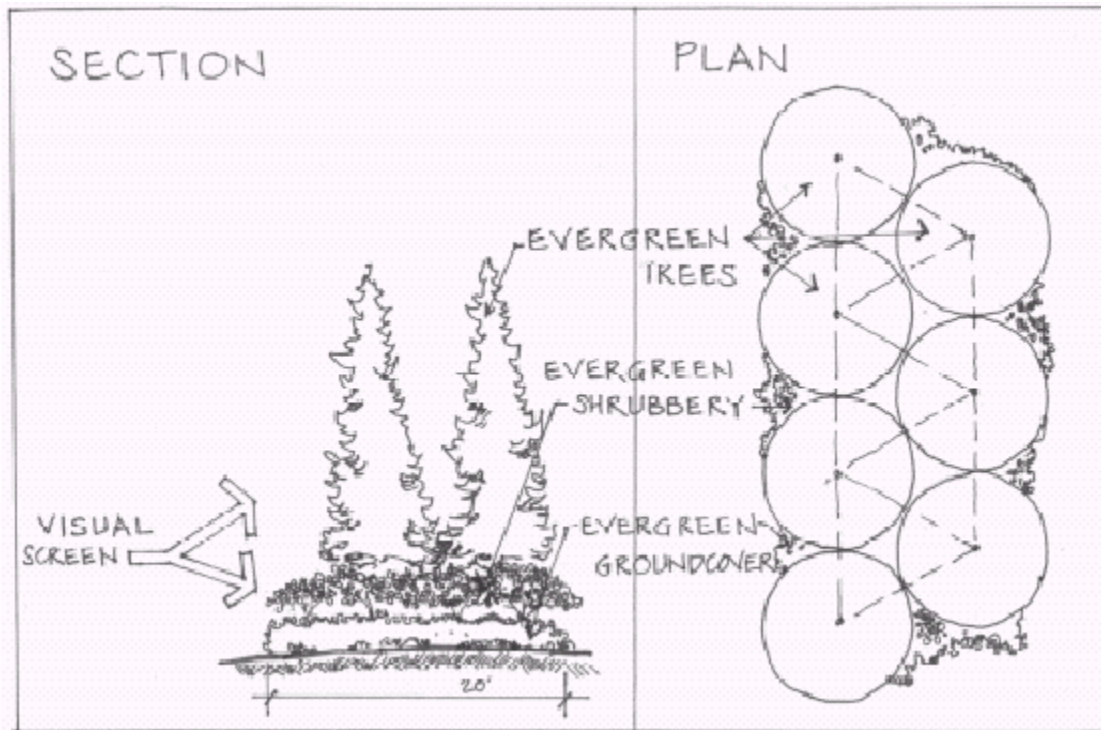 SECTION
PLAN
EVERGREEN
TREES
EVERGREEN
SHRUBBERY
VISUAL
SCREEN
EVERGREEN
GROUNDCOVER
20'